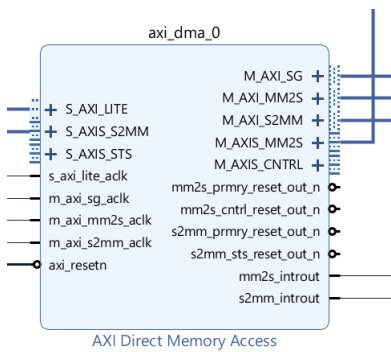 axi_dma_0
S_AXI_LITE
S_AXIS_S2MM
S_AXIS_STS
s_axi_lite_aclk
m_axi_sg_aclk
m_axi_mm2s_aclk
m_axi_s2mm_aclk
axi_resetn
M_AXI_SG
M_AXI_MM2S
M_AXI_S2MM
M_AXIS_MM2S
M_AXIS_CNTRL
mm2s_prmry_reset_out_n
mm2s_cntrl_reset_out_n
s2mm_prmry_reset_out_n
s2mm_sts_reset_out_n
mm2s_introut
s2mm_introut
AXI Direct Memory Access